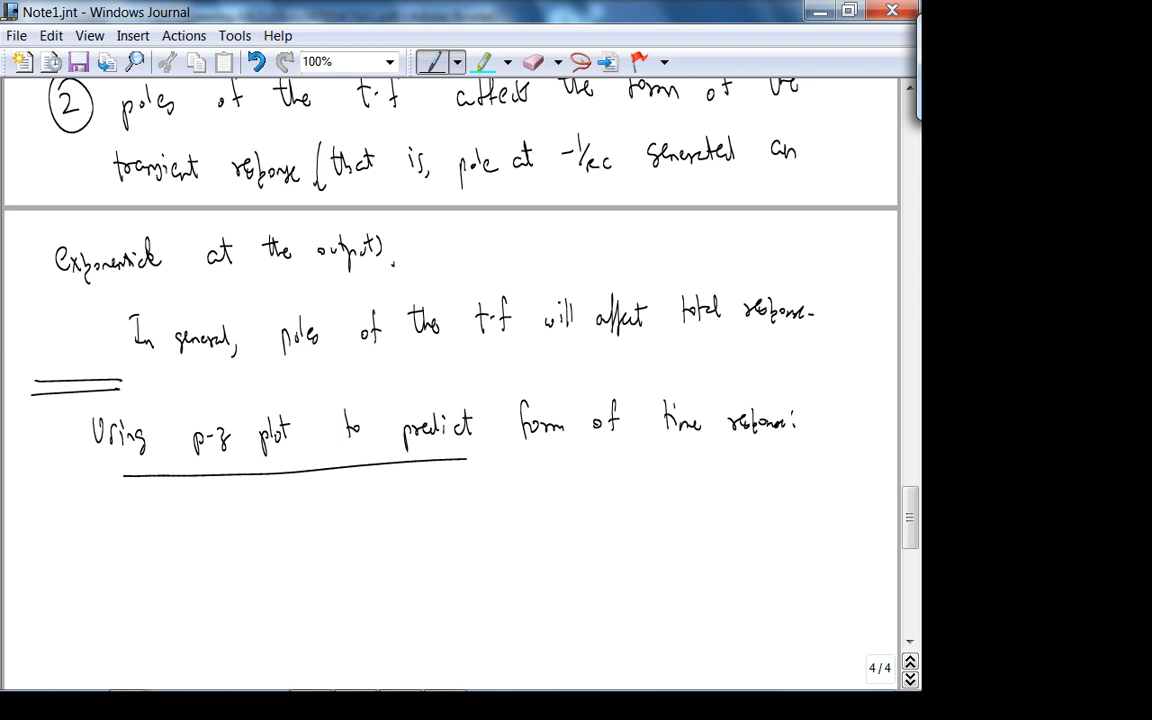 Note1.jnt - Windows Journal
File Edit View Insert Actions Tools Help
100%
2 poles of the t.f affects the form of the
transient response (that is, pole at -1/RC generated an
exponential at the output).
In general, poles of the t.f will affect total response.
Using p-z plot to predict form of time response:
4 / 4